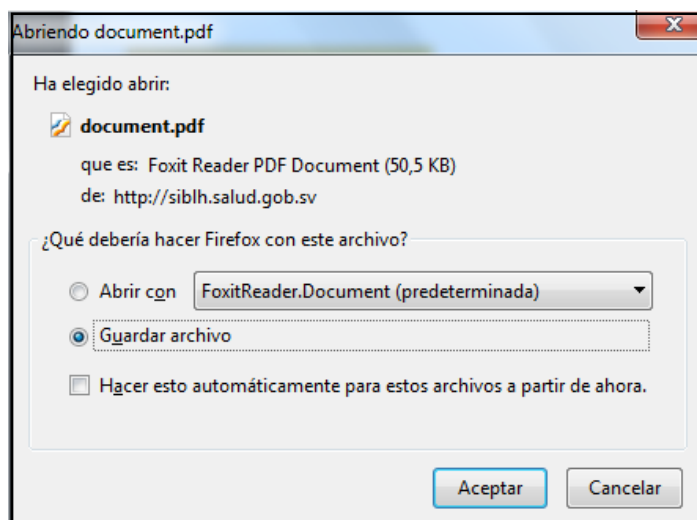 Abriendo document.pdf
Ha elegido abrir:
document.pdf
que es: Foxit Reader PDF Document (50,5 KB)
de: http://siblh.salud.gob.sv
¿Qué debería hacer Firefox con este archivo?
Abrir con FoxitReader.Document (predeterminada)
Guardar archivo
Hacer esto automáticamente para estos archivos a partir de ahora.
Aceptar Cancelar